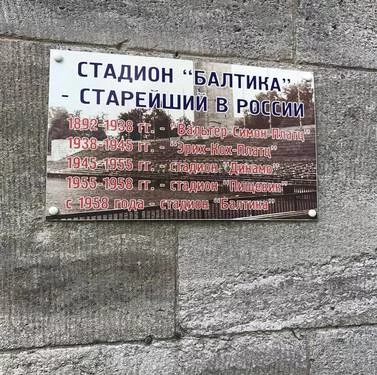 СТАДИОН "БАЛТИКА"
- СТАРЕЙШИЙ В РОССИИ
1892-1938 гг. - "Вальтер-Симон-Платц"
1938-1945 гг. - "Эрих-Кох-Платц"
1945-1955 гг. - стадион "Динамо"
1955-1958 гг. - стадион "Пищевик"
с 1958 года - стадион "Балтика"